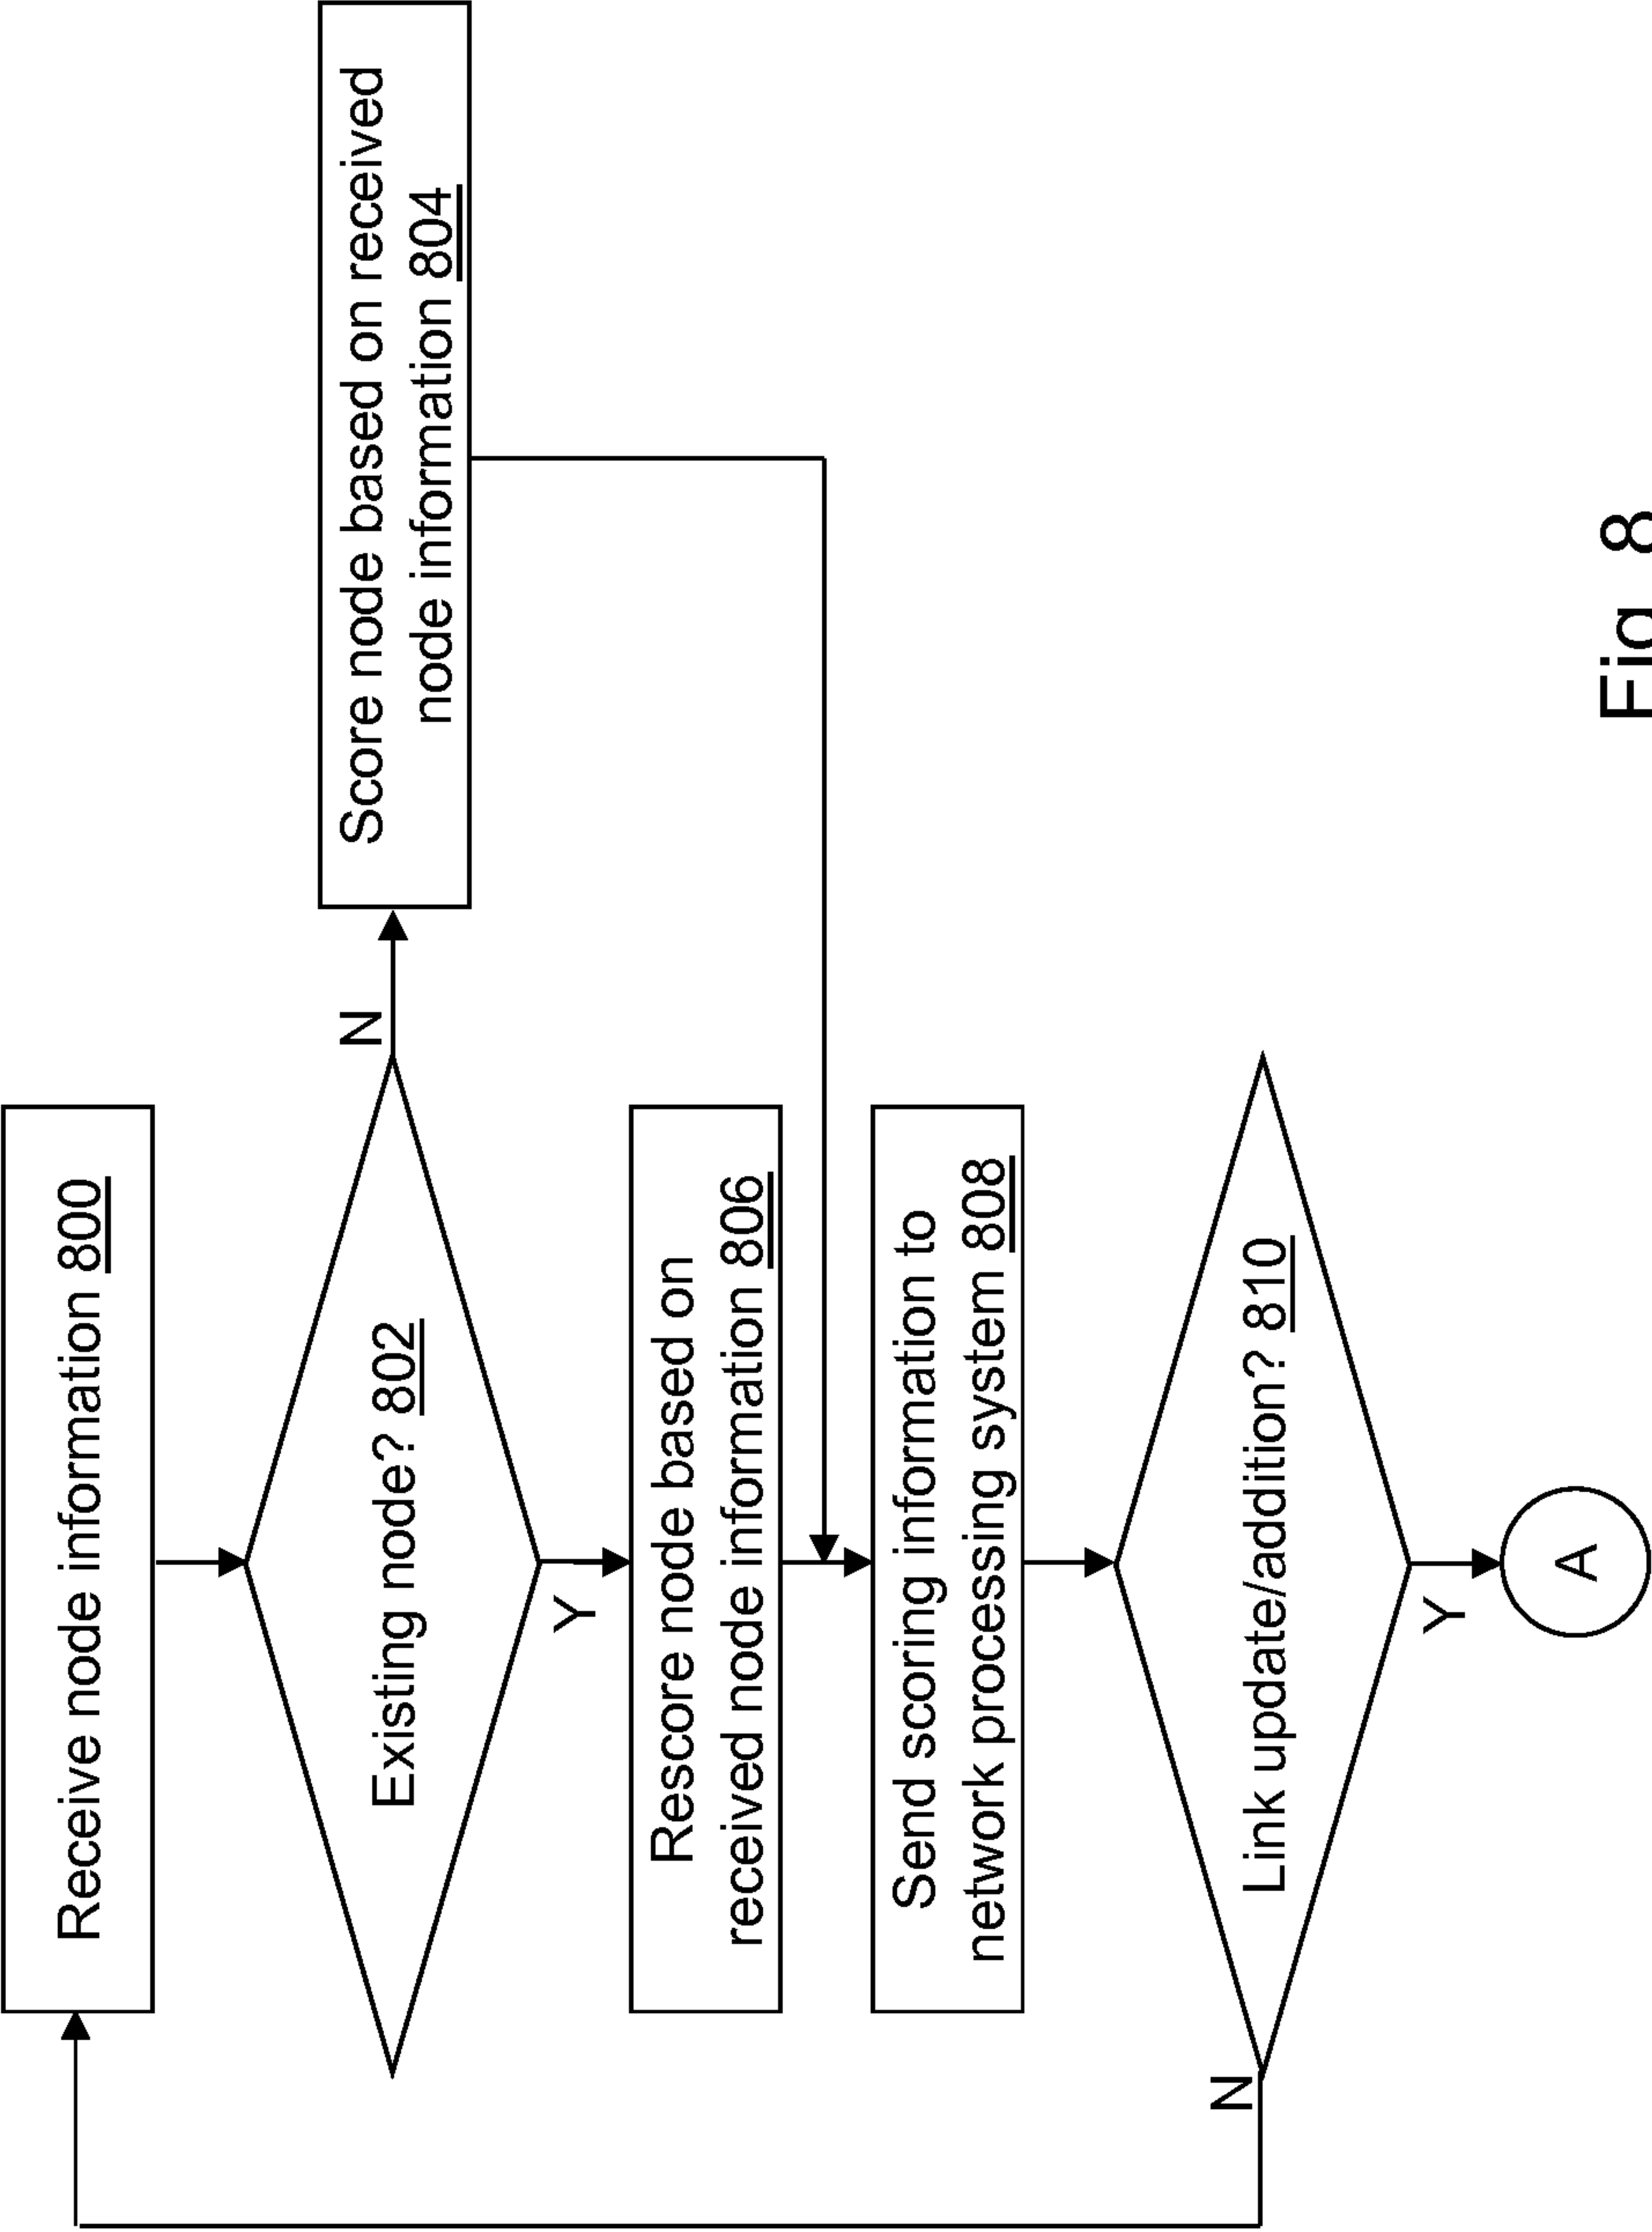 Receive node information 800
Existing node? 802
N
Score node based on received
node information 804
Y
Rescore node based on
received node information 806
Send scoring information to
network processing system 808
Link update/addition? 810
N
Y
A
Fig 8